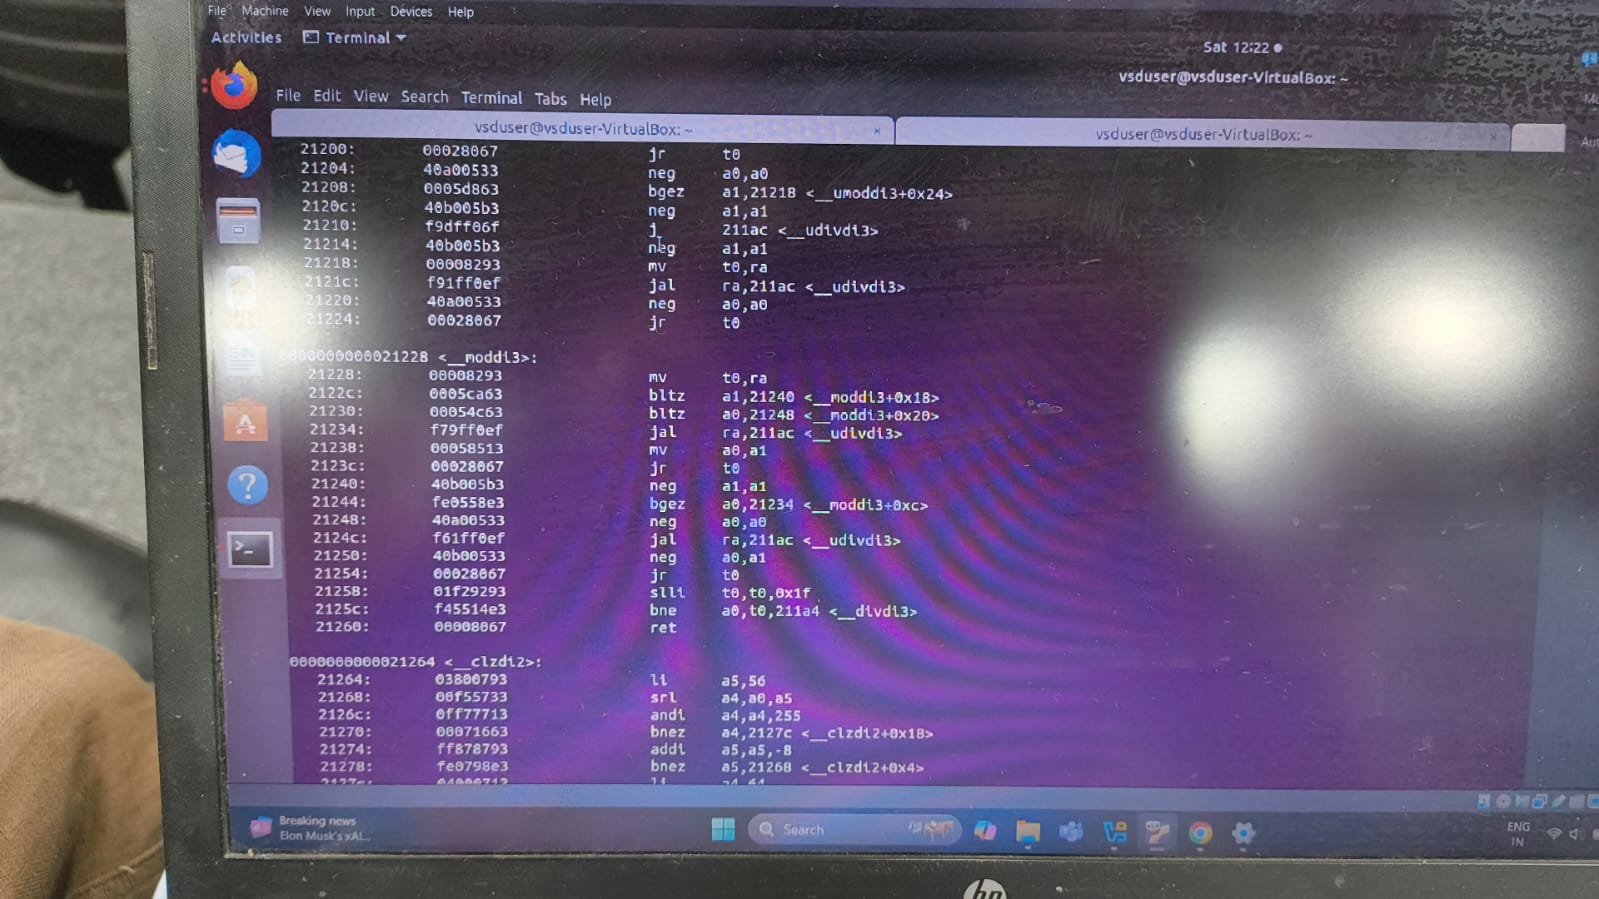 File Machine View Input Devices Help
Activities Terminal
Sat 12:22
vsduser@vsduser-VirtualBox: ~
File Edit View Search Terminal Tabs Help
vsduser@vsduser-VirtualBox: ~ × vsduser@vsduser-VirtualBox: ~ ×
21200: 00028067 jr t0
21204: 40a00533 neg a0,a0
21208: 0005d863 bgez a1,21218 <__umoddi3+0x24>
2120c: 40b005b3 neg a1,a1
21210: f9dff06f j 211ac <__udivdi3>
21214: 40b005b3 neg a1,a1
21218: 00008293 mv t0,ra
2121c: f91ff0ef jal ra,211ac <__udivdi3>
21220: 40a00533 neg a0,a0
21224: 00028067 jr t0
0000000000021228 <__moddi3>:
21228: 00008293 mv t0,ra
2122c: 0005ca63 bltz a1,21240 <__moddi3+0x18>
21230: 00054c63 bltz a0,21248 <__moddi3+0x20>
21234: f79ff0ef jal ra,211ac <__udivdi3>
21238: 00058513 mv a0,a1
2123c: 00028067 jr t0
21240: 40b005b3 neg a1,a1
21244: fe0558e3 bgez a0,21234 <__moddi3+0xc>
21248: 40a00533 neg a0,a0
2124c: f61ff0ef jal ra,211ac <__udivdi3>
21250: 40b00533 neg a0,a1
21254: 00028067 jr t0
21258: 01f29293 slli t0,t0,0x1f
2125c: f45514e3 bne a0,t0,211a4 <__divdi3>
21260: 00008067 ret
0000000000021264 <__clzdi2>:
21264: 03800793 li a5,56
21268: 00f55733 srl a4,a0,a5
2126c: 0ff77713 andi a4,a4,255
21270: 00071663 bnez a4,2127c <__clzdi2+0x18>
21274: ff878793 addi a5,a5,-8
21278: fe0798e3 bnez a5,21268 <__clzdi2+0x4>
Breaking news
Elon Musk's xAI...
Search
ENG
IN
hp